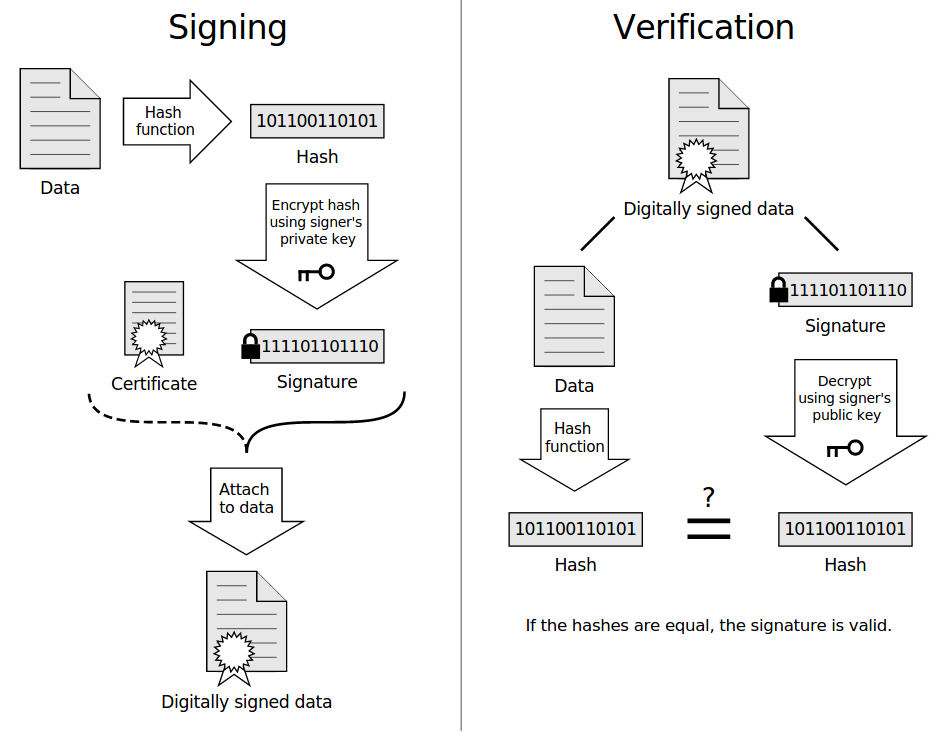 Signing
Hash
function
101100110101
Hash
Data
Encrypt hash
using signer's
private key
111101101110
Certificate
Signature
Attach
to data
Digitally signed data
Verification
Digitally signed data
111101101110
Signature
Data
Decrypt
using signer's
public key
Hash
function
?
101100110101
101100110101
Hash
Hash
If the hashes are equal, the signature is valid.